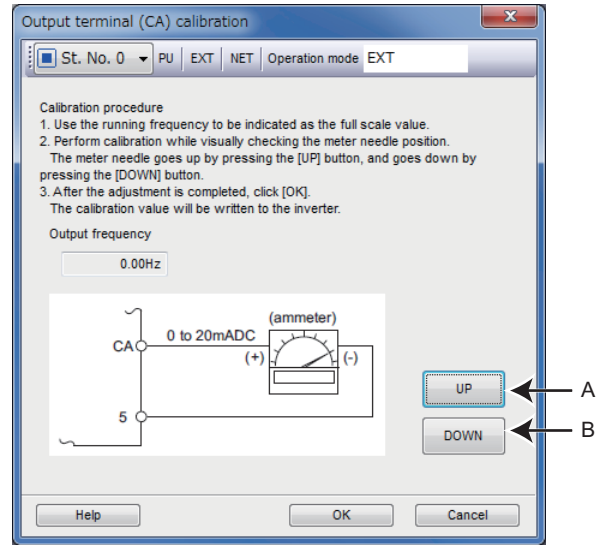 Output terminal (CA) calibration
x
St. No. 0 PU EXT NET Operation mode EXT
Calibration procedure
1. Use the running frequency to be indicated as the full scale value.
2. Perform calibration while visually checking the meter needle position.
The meter needle goes up by pressing the [UP] button, and goes down by
pressing the [DOWN] button.
3. After the adjustment is completed, click [OK].
The calibration value will be written to the inverter.
Output frequency
0.00Hz
(ammeter)
0 to 20mADC
CA
(+)
(-)
5
UP
A
DOWN
B
Help
OK
Cancel